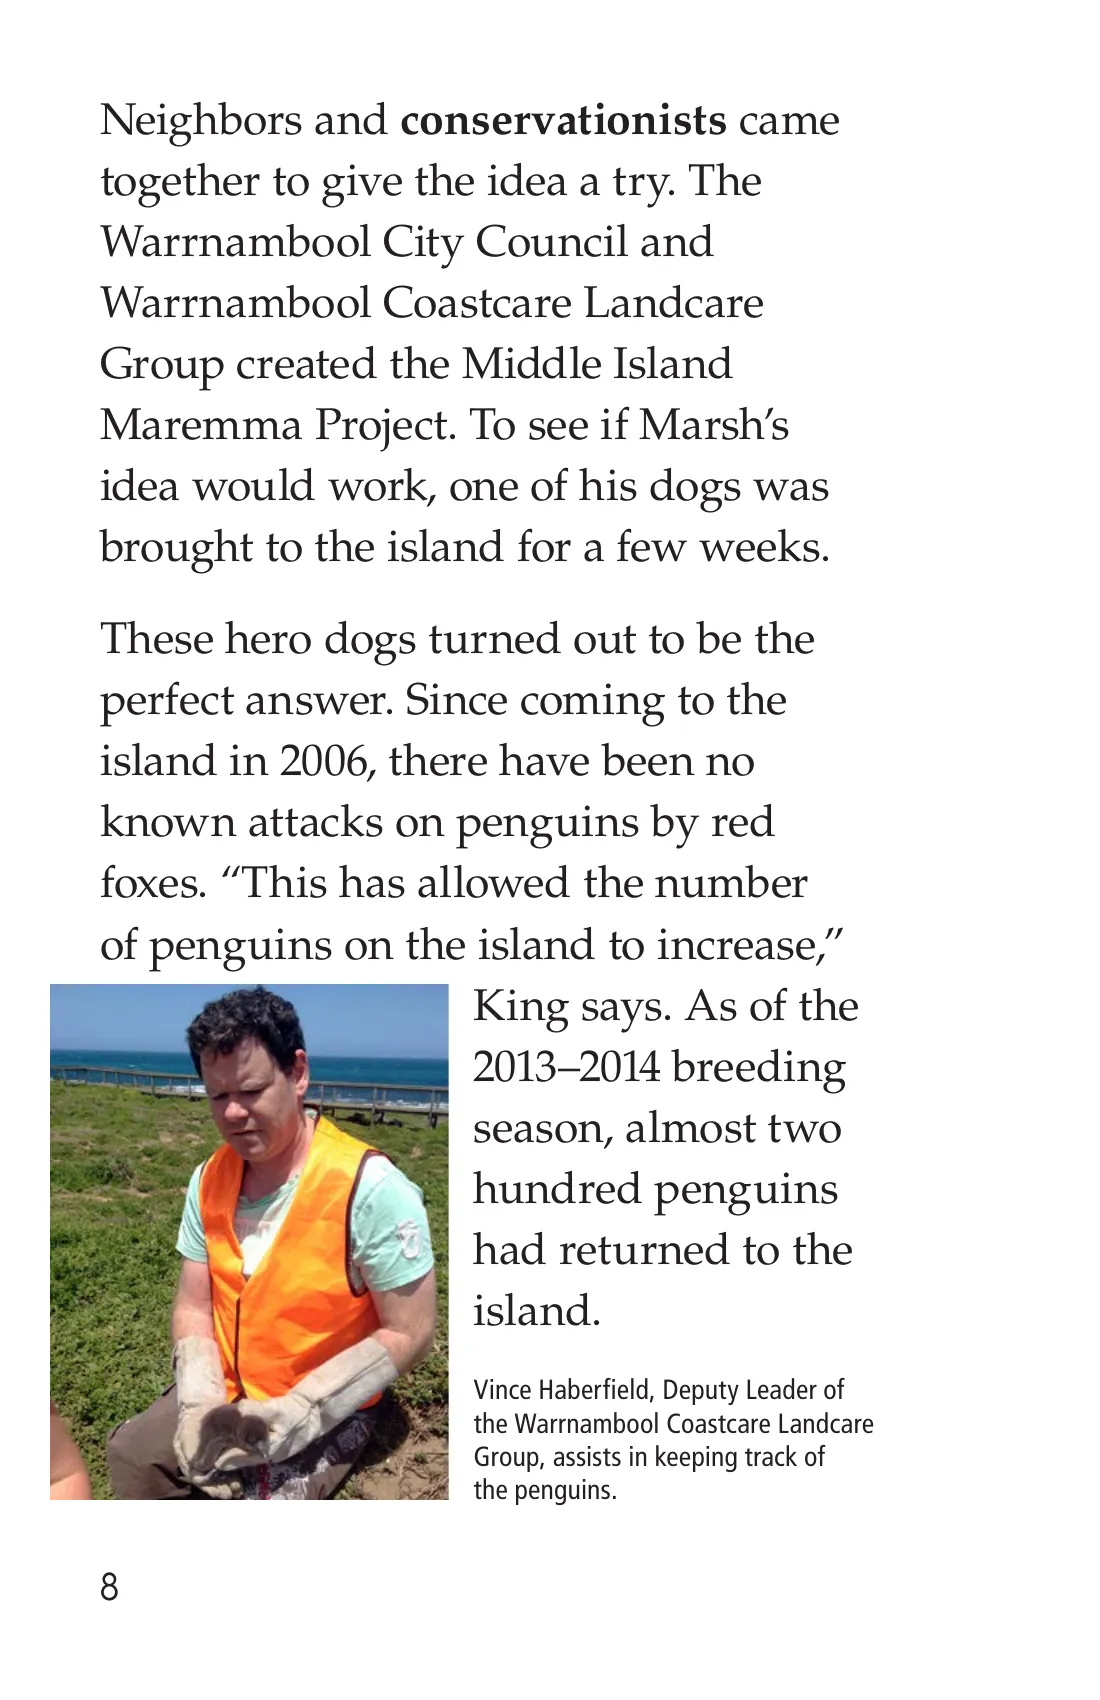 Neighbors and conservationists came
together to give the idea a try. The
Warrnambool City Council and
Warrnambool Coastcare Landcare
Group created the Middle Island
Maremma Project. To see if Marsh’s
idea would work, one of his dogs was
brought to the island for a few weeks.
These hero dogs turned out to be the
perfect answer. Since coming to the
island in 2006, there have been no
known attacks on penguins by red
foxes. “This has allowed the number
of penguins on the island to increase,”
King says. As of the
2013–2014 breeding
season, almost two
hundred penguins
had returned to the
island.
Vince Haberfield, Deputy Leader of
the Warrnambool Coastcare Landcare
Group, assists in keeping track of
the penguins.
8